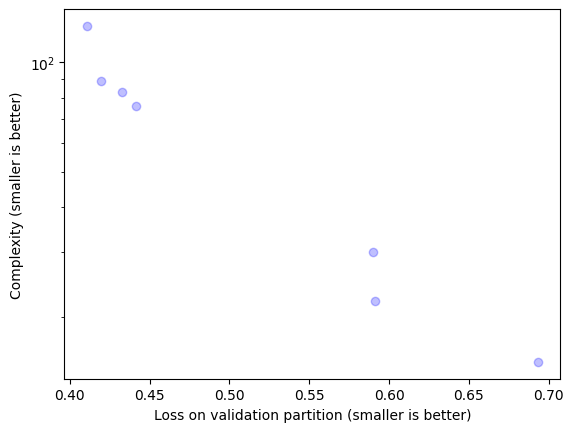 Complexity (smaller is better)
10²
0.40 0.45 0.50 0.55 0.60 0.65 0.70
Loss on validation partition (smaller is better)